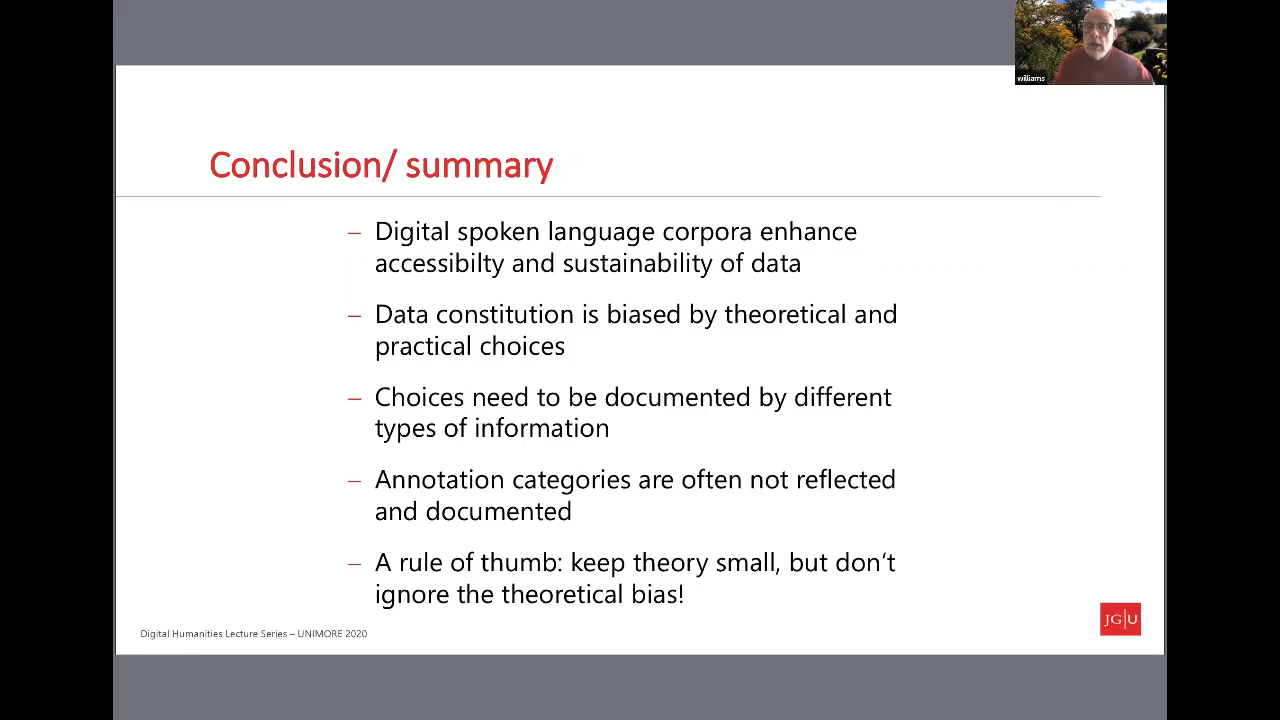 williams
Conclusion/ summary
– Digital spoken language corpora enhance
accessibilty and sustainability of data
– Data constitution is biased by theoretical and
practical choices
– Choices need to be documented by different
types of information
– Annotation categories are often not reflected
and documented
– A rule of thumb: keep theory small, but don‘t
ignore the theoretical bias!
Digital Humanities Lecture Series – UNIMORE 2020
JG|U